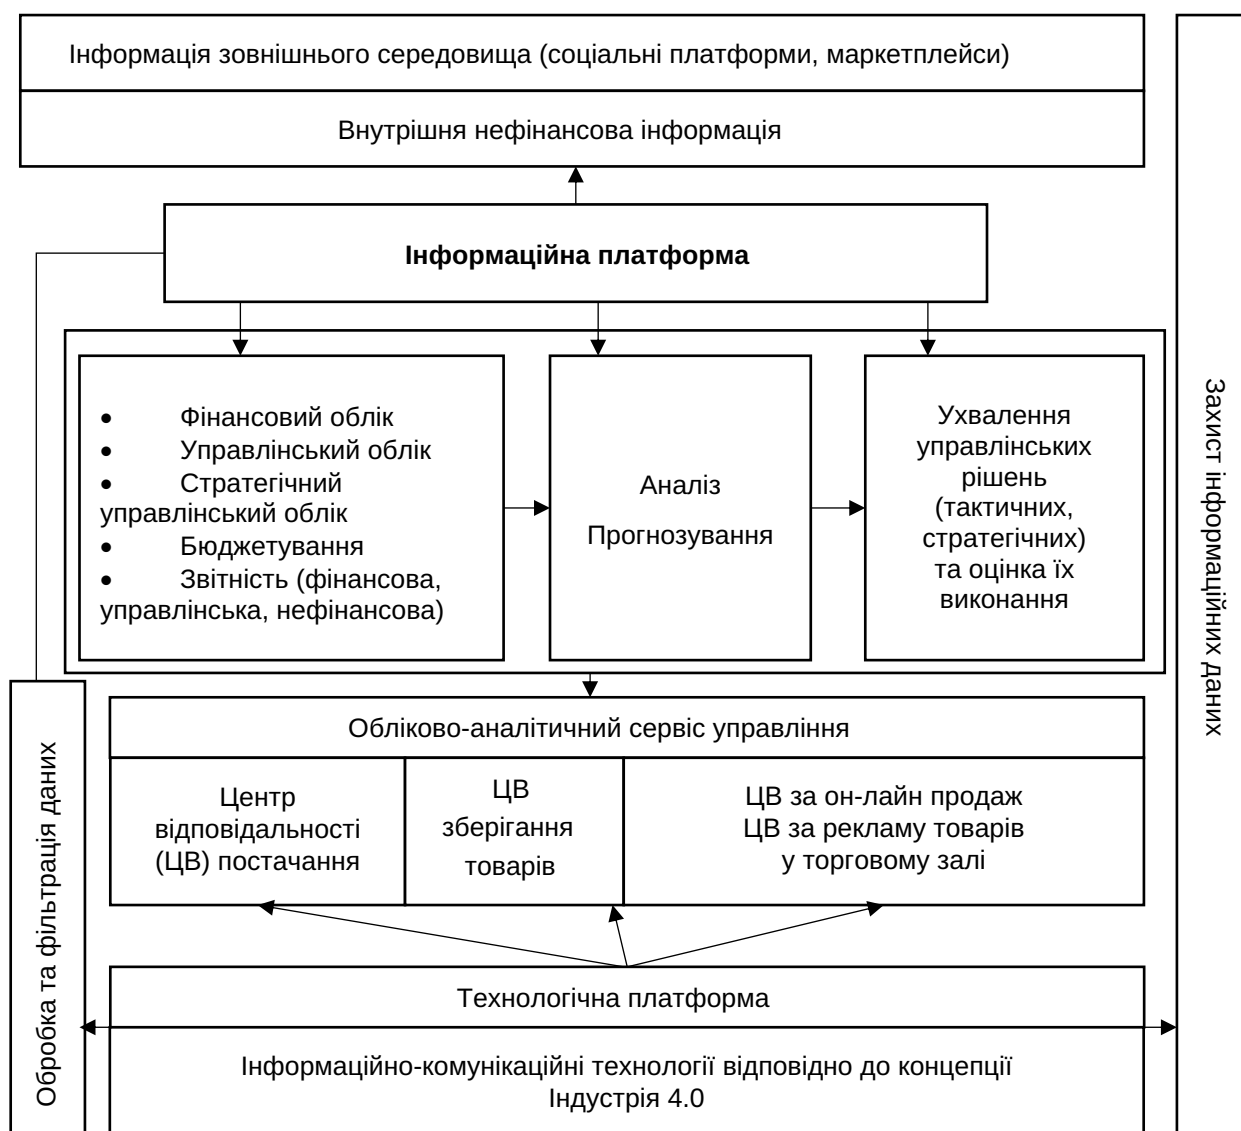 Інформація зовнішнього середовища (соціальні платформи, маркетплейси)
Внутрішня нефінансова інформація
Інформаційна платформа
• Фінансовий облік
• Управлінський облік
• Стратегічний
управлінський облік
• Бюджетування
• Звітність (фінансова,
управлінська, нефінансова)
Аналіз
Прогнозування
Ухвалення
управлінських
рішень
(тактичних,
стратегічних)
та оцінка їх
виконання
Захист інформаційних даних
Обробка та фільтрація даних
Обліково-аналітичний сервіс управління
Центр
відповідальності
(ЦВ) постачання
ЦВ
зберігання
товарів
ЦВ за он-лайн продаж
ЦВ за рекламу товарів
у торговому залі
Технологічна платформа
Інформаційно-комунікаційні технології відповідно до концепції
Індустрія 4.0